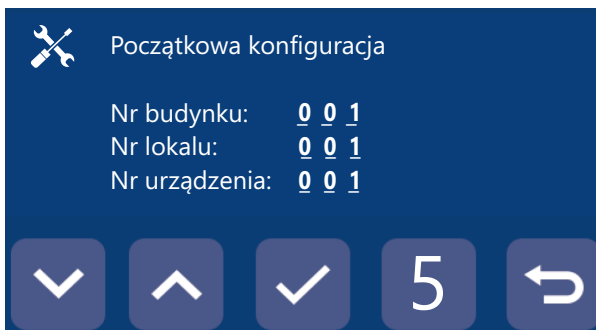 Początkowa konfiguracja
Nr budynku: 0 0 1
Nr lokalu: 0 0 1
Nr urządzenia: 0 0 1
5